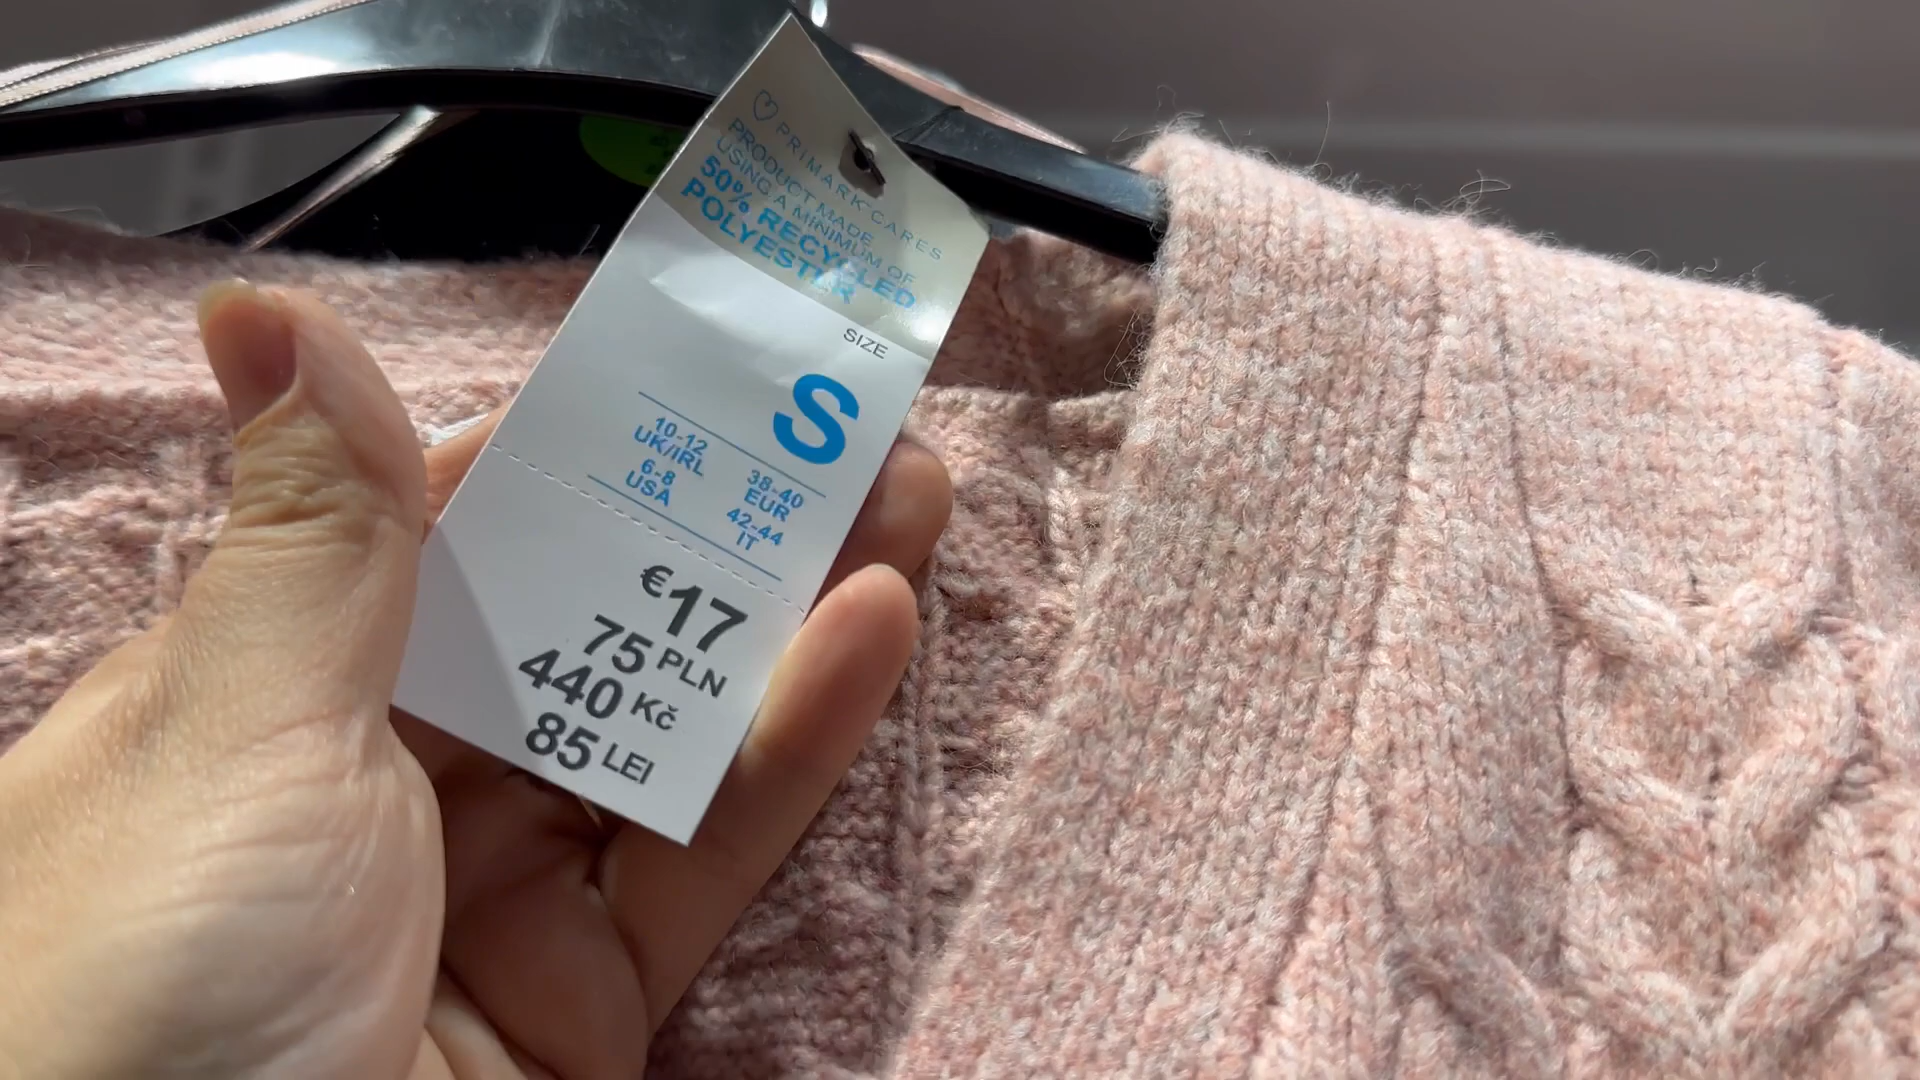 PRIMARK CARES
PRODUCT MADE
USING A MINIMUM OF
50% RECYCLED
POLYESTER
SIZE
S
10-12
UK/IRL
38-40
EUR
6-8
USA
42-44
IT
€17
75 PLN
440 Kč
85 LEI